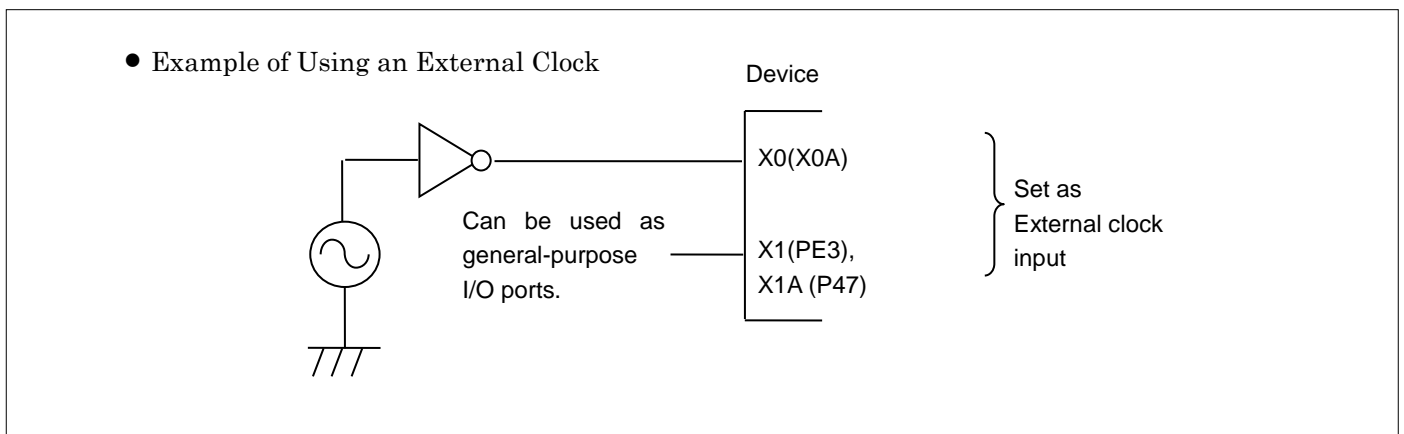 ● Example of Using an External Clock
Device
X0(X0A)
Can be used as
general-purpose
I/O ports.
X1(PE3),
X1A (P47)
Set as
External clock
input